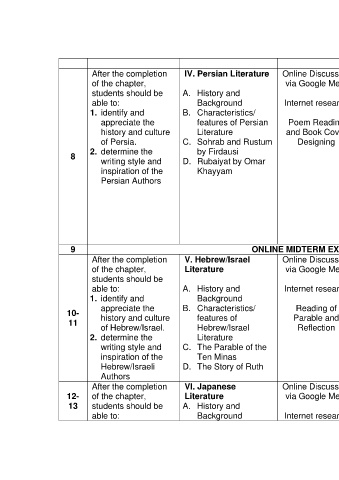 8
After the completion
of the chapter,
students should be
able to:
1. identify and
appreciate the
history and culture
of Persia.
2. determine the
writing style and
inspiration of the
Persian Authors
IV. Persian Literature
A. History and
Background
B. Characteristics/
features of Persian
Literature
C. Sohrab and Rustum
by Firdausi
D. Rubaiyat by Omar
Khayyam
Online Discuss
via Google Me
Internet resear
Poem Readin
and Book Cov
Designing
9
ONLINE MIDTERM EX
10-
11
After the completion
of the chapter,
students should be
able to:
1. identify and
appreciate the
history and culture
of Hebrew/Israel.
2. determine the
writing style and
inspiration of the
Hebrew/Israeli
Authors
V. Hebrew/Israel
Literature
A. History and
Background
B. Characteristics/
features of
Hebrew/Israel
Literature
C. The Parable of the
Ten Minas
D. The Story of Ruth
Online Discuss
via Google Me
Internet resear
Reading of
Parable and
Reflection
12-
13
After the completion
of the chapter,
students should be
able to:
VI. Japanese
Literature
A. History and
Background
Online Discuss
via Google Me
Internet resear